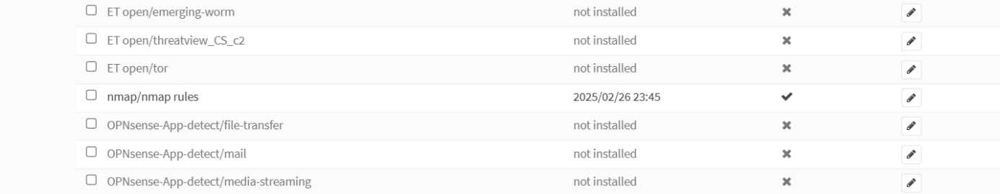 ET open/emerging-worm not installed
ET open/threatview_CS_c2 not installed
ET open/tor not installed
nmap/nmap rules 2025/02/26 23:45
OPNsense-App-detect/file-transfer not installed
OPNsense-App-detect/mail not installed
OPNsense-App-detect/media-streaming not installed